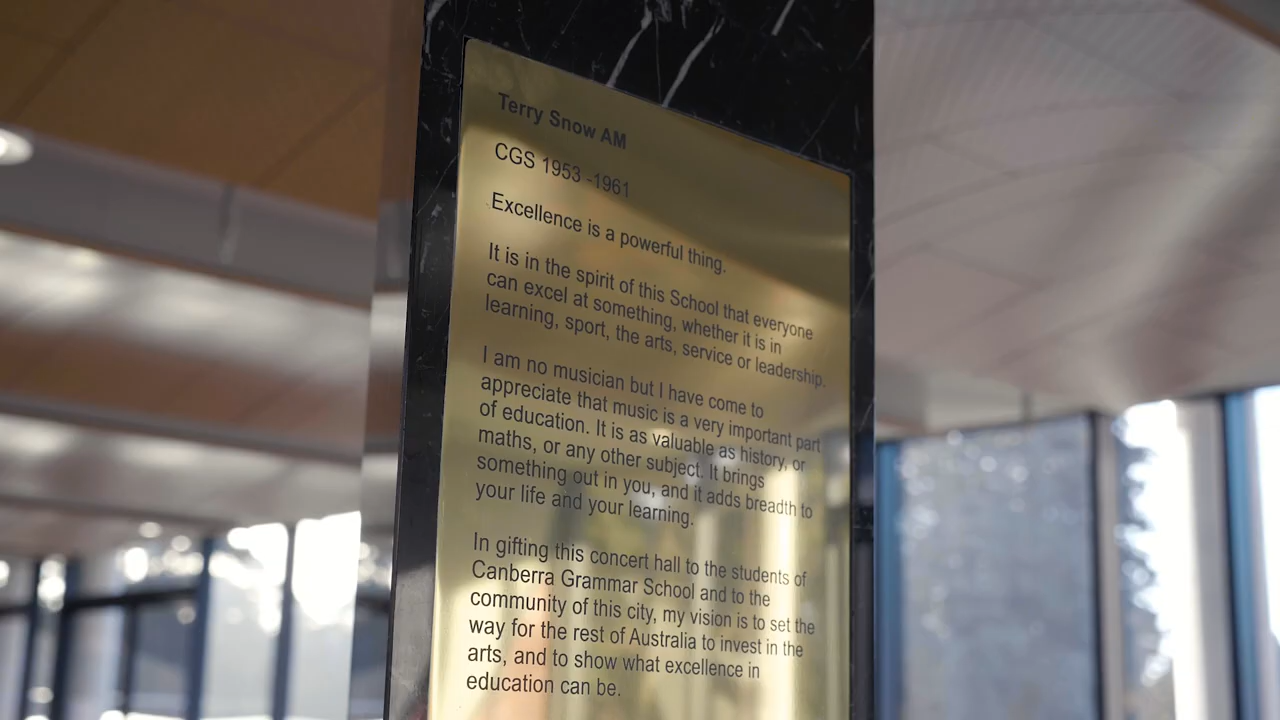 Terry Snow AM
CGS 1953 -1961
Excellence is a powerful thing.
It is in the spirit of this School that everyone
can excel at something, whether it is in
learning, sport, the arts, service or leadership.
I am no musician but I have come to
appreciate that music is a very important part
of education. It is as valuable as history, or
maths, or any other subject. It brings
something out in you, and it adds breadth to
your life and your learning.
In gifting this concert hall to the students of
Canberra Grammar School and to the
community of this city, my vision is to set the
way for the rest of Australia to invest in the
arts, and to show what excellence in
education can be.